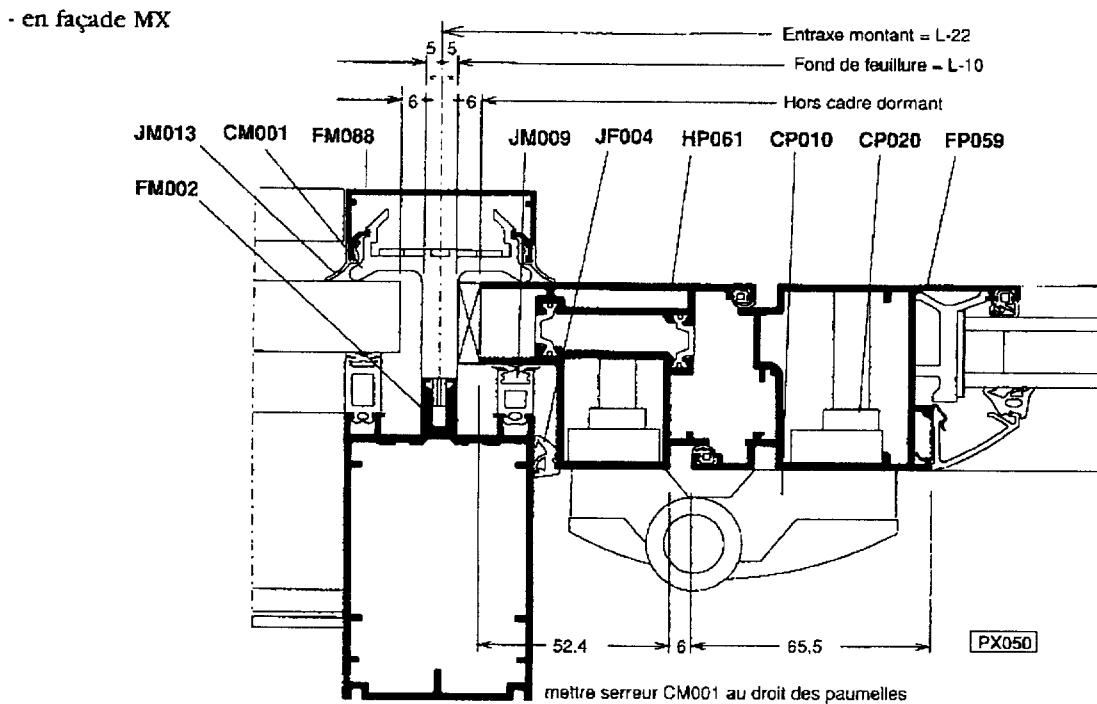 - en façade MX
Entraxe montant = L-22
5 5
Fond de feuillure = L-10
6 6
Hors cadre dormant
JM013 CM001 FM088 JM009 JF004 HP061 CP010 CP020 FP059
FM002
52.4 6 65,5
PX050
mettre serreur CM001 au droit des paumelles